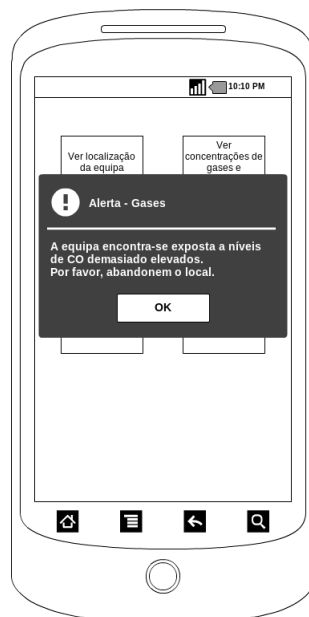 10:10 PM
Ver localização
da equipa
Ver
concentrações de
gases e
Alerta - Gases
A equipa encontra-se exposta a níveis
de CO demasiado elevados.
Por favor, abandonem o local.
OK